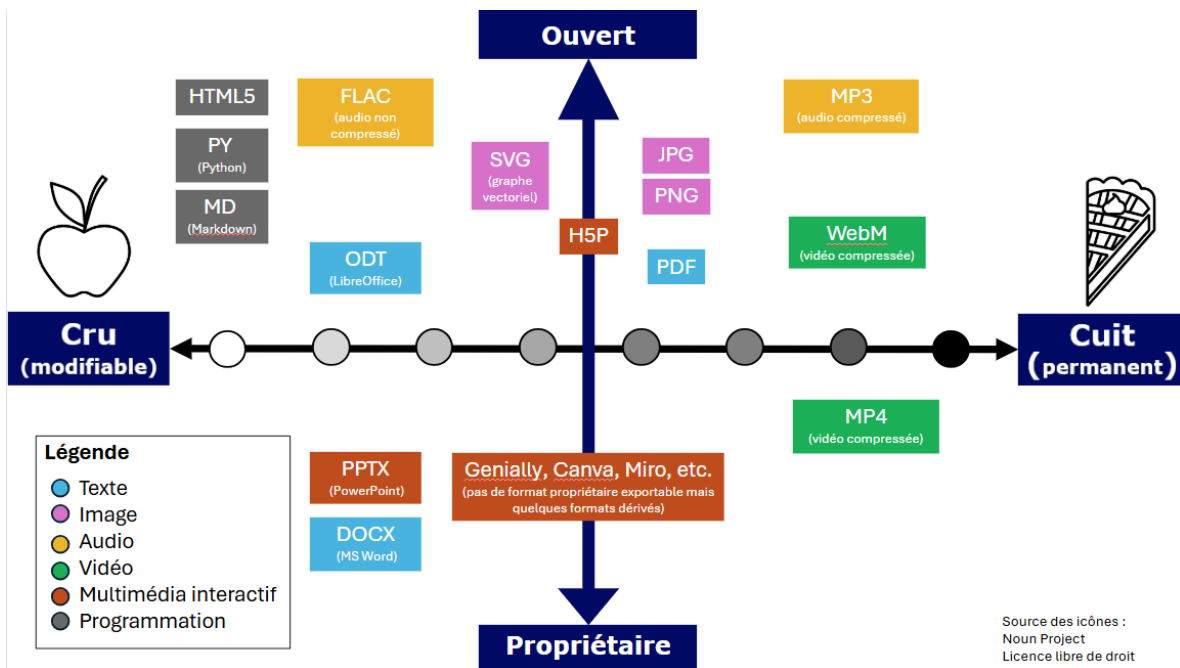 Ouvert
HTML5
FLAC
(audio non
compressé)
MP3
(audio compressé)
PY
(Python)
SVG
(graphe
vectoriel)
JPG
PNG
MD
(Markdown)
H5P
WebM
(vidéo compressée)
ODT
(LibreOffice)
PDF
Cru
(modifiable)
Cuit
(permanent)
MP4
(vidéo compressée)
Légende
Texte
Image
Audio
Vidéo
Multimédia interactif
Programmation
PPTX
(PowerPoint)
Genially, Canva, Miro, etc.
(pas de format propriétaire exportable mais
quelques formats dérivés)
DOCX
(MS Word)
Propriétaire
Source des icônes :
Noun Project
Licence libre de droit